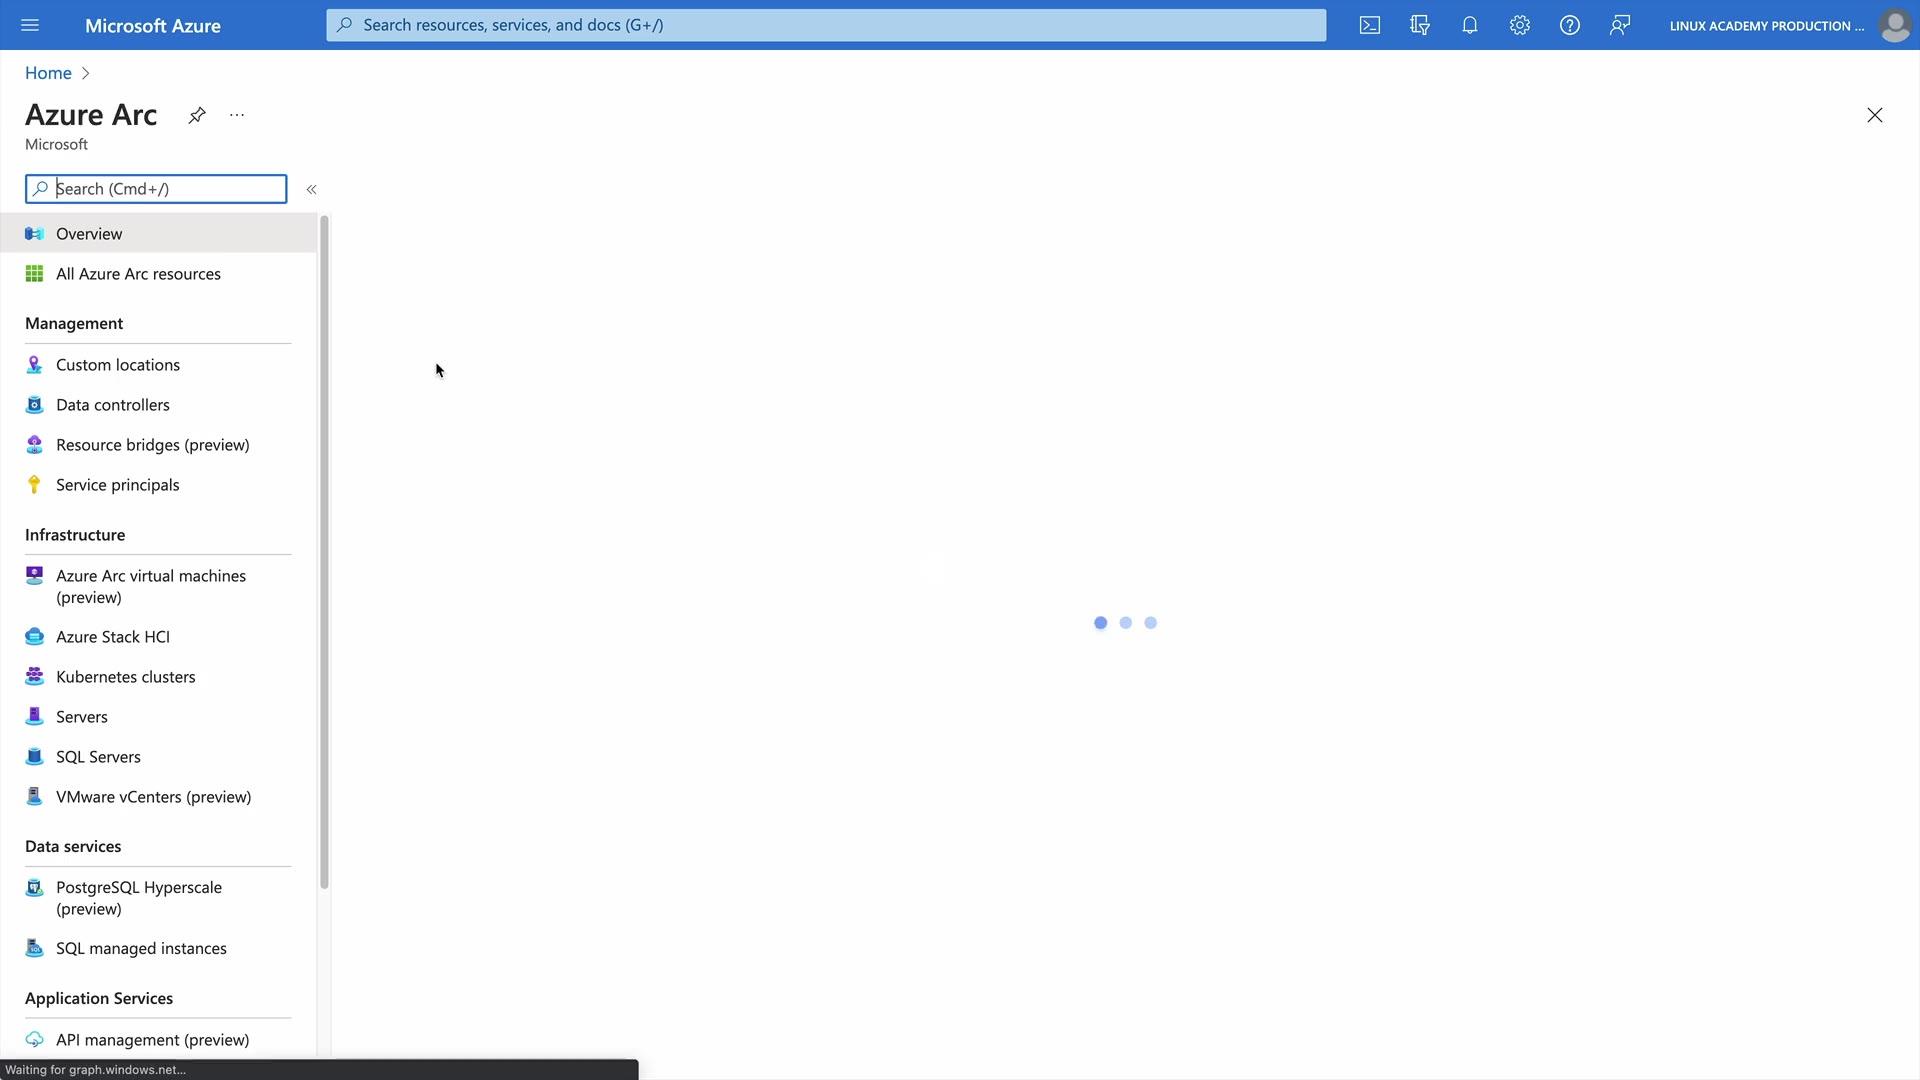 Microsoft Azure
Search resources, services, and docs (G+/)
LINUX ACADEMY PRODUCTION ...
Home
Azure Arc
...
Microsoft
Search (Cmd+/)
«
Overview
All Azure Arc resources
Management
Custom locations
Data controllers
Resource bridges (preview)
Service principals
Infrastructure
Azure Arc virtual machines
(preview)
Azure Stack HCI
Kubernetes clusters
Servers
SQL Servers
VMware vCenters (preview)
Data services
PostgreSQL Hyperscale
(preview)
SQL managed instances
Application Services
API management (preview)
Waiting for graph.windows.net...